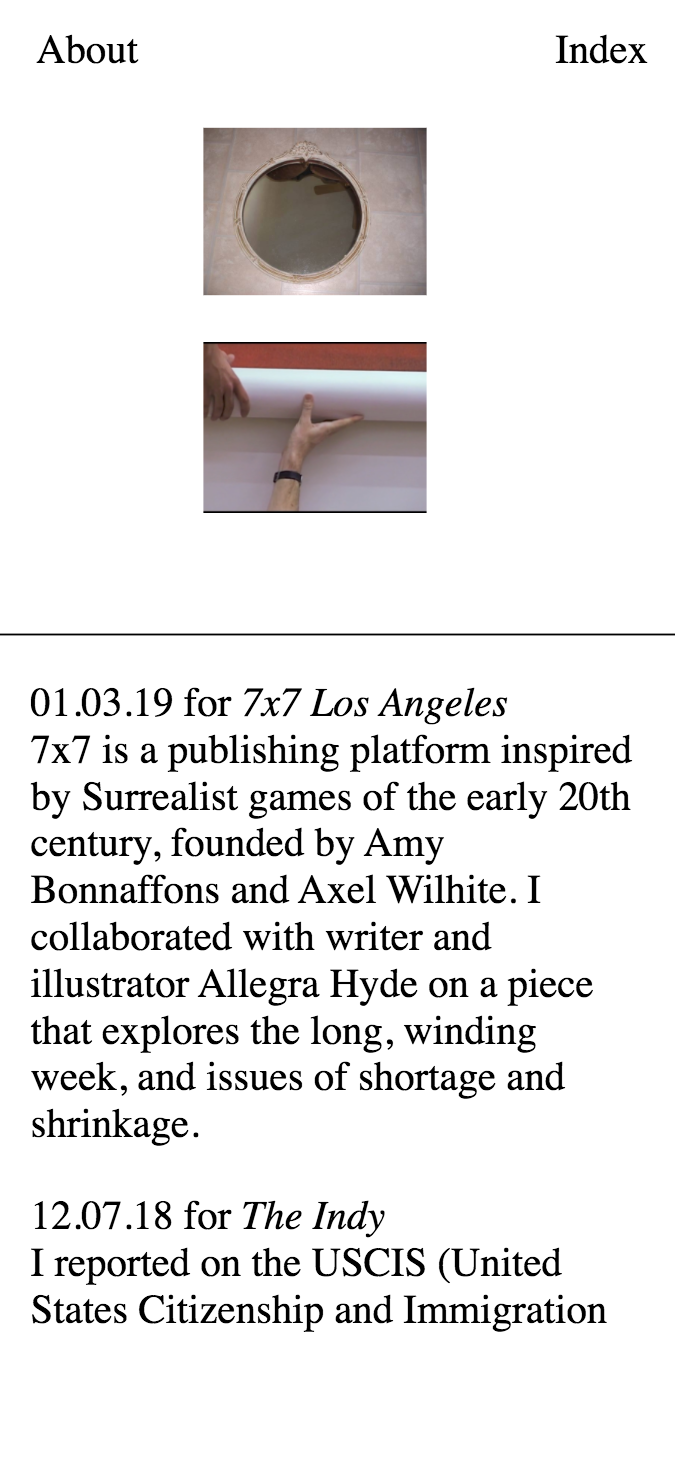 About
Index
01.03.19 for 7x7 Los Angeles
7x7 is a publishing platform inspired
by Surrealist games of the early 20th
century, founded by Amy
Bonnaffons and Axel Wilhite. I
collaborated with writer and
illustrator Allegra Hyde on a piece
that explores the long, winding
week, and issues of shortage and
shrinkage.
12.07.18 for The Indy
I reported on the USCIS (United
States Citizenship and Immigration